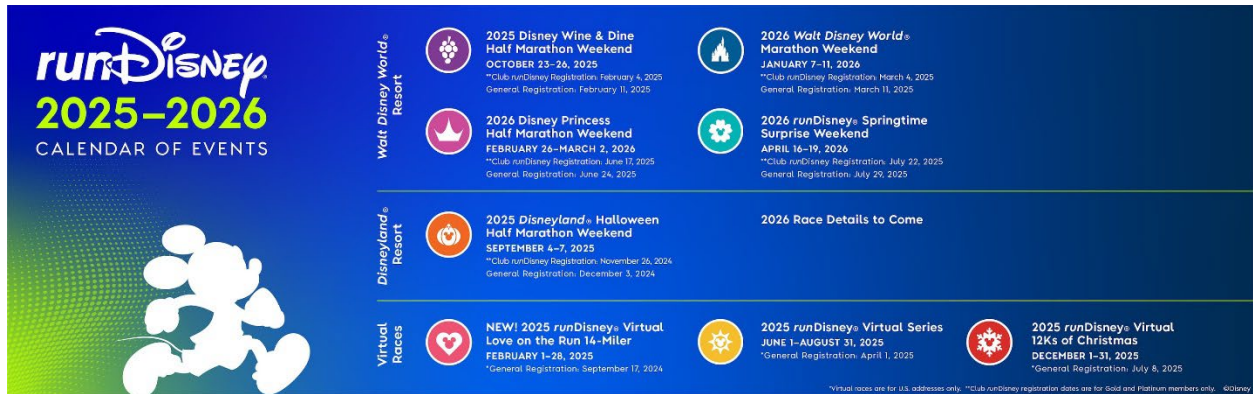 runDisney®
2025–2026
CALENDAR OF EVENTS
Walt Disney World®
Resort
2025 Disney Wine & Dine
Half Marathon Weekend
OCTOBER 23–26, 2025
**Club runDisney Registration: February 4, 2025
General Registration: February 11, 2025
2026 Walt Disney World®
Marathon Weekend
JANUARY 7–11, 2026
**Club runDisney Registration: March 4, 2025
General Registration: March 11, 2025
2026 Disney Princess
Half Marathon Weekend
FEBRUARY 26–MARCH 2, 2026
**Club runDisney Registration: June 17, 2025
General Registration: June 24, 2025
2026 runDisney® Springtime
Surprise Weekend
APRIL 16–19, 2026
**Club runDisney Registration: July 22, 2025
General Registration: July 29, 2025
Disneyland®
Resort
2025 Disneyland® Halloween
Half Marathon Weekend
SEPTEMBER 4–7, 2025
**Club runDisney Registration: November 26, 2024
General Registration: December 3, 2024
2026 Race Details to Come
Virtual
Races
NEW! 2025 runDisney® Virtual
Love on the Run 14-Miler
FEBRUARY 1–28, 2025
*General Registration: September 17, 2024
2025 runDisney® Virtual Series
JUNE 1–AUGUST 31, 2025
*General Registration: April 1, 2025
2025 runDisney® Virtual
12Ks of Christmas
DECEMBER 1–31, 2025
*General Registration: July 8, 2025
*Virtual races are for U.S. addresses only. **Club runDisney registration dates are for Gold and Platinum members only. ©Disney